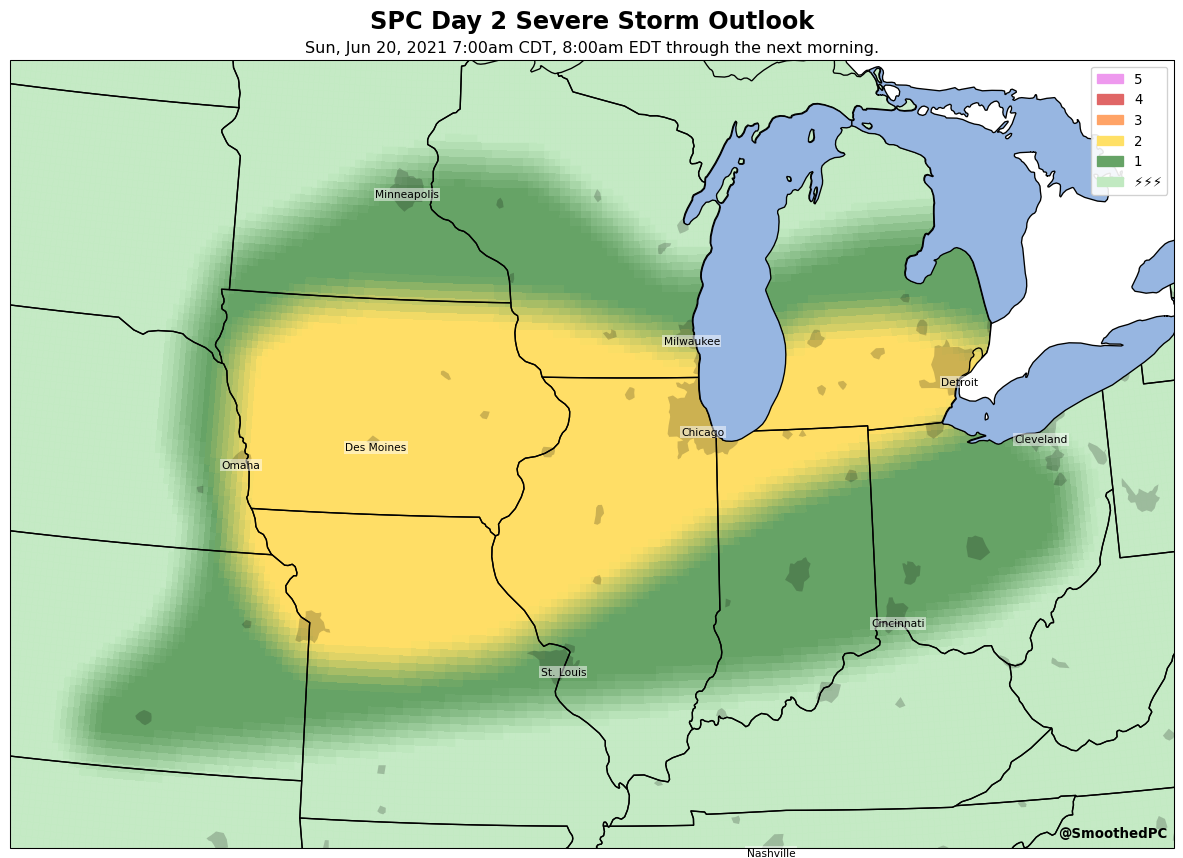 SPC Day 2 Severe Storm Outlook
Sun, Jun 20, 2021 7:00am CDT, 8:00am EDT through the next morning.
5
4
3
2
1
⚡⚡⚡
Minneapolis
Milwaukee
Detroit
Chicago
Cleveland
Des Moines
Omaha
Cincinnati
St. Louis
@SmoothedPC
Nashville